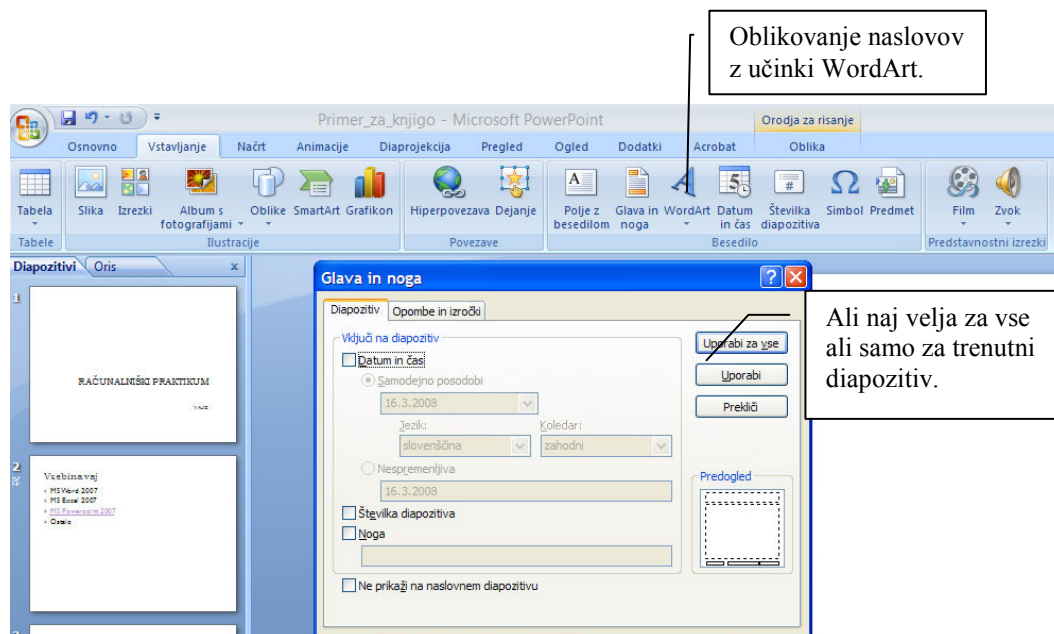 Oblikovanje naslovov
z učinki WordArt.
Primer_za_knjigo - Microsoft PowerPoint
Orodja za risanje
Osnovno Vstavljanje Načrt Animacije Diaprojekcija Pregled Ogled Dodatki Acrobat Oblika
Tabela Slika Izrezki Album s fotografijami Oblike SmartArt Grafikon Hiperpovezava Dejanje Polje z besedilom Glava in noga WordArt Datum in čas Številka diapozitiva Simbol Predmet Film Zvok
Tabele Ilustracije Povezave Besedilo Predstavnostni izrezki
Diapozitivi Oris x
1
RAČUNALNIŠKI PRAKTIKUM
VAJE
2
Vsebina vaj
MS Word 2007
MS Excel 2007
MS Powerpoint 2007
Ostalo
3
Glava in noga
Diapozitiv Opombe in izročki
Vključi na diapozitiv
Datum in čas
Samodejno posodobi
16.3.2008
Jezik: Koledar:
slovenščina zahodni
Nespremenljiva
16.3.2008
Številka diapozitiva
Noga
Ne prikaži na naslovnem diapozitivu
Uporabi za vse
Uporabi
Prekliči
Predogled
Ali naj velja za vse
ali samo za trenutni
diapozitiv.